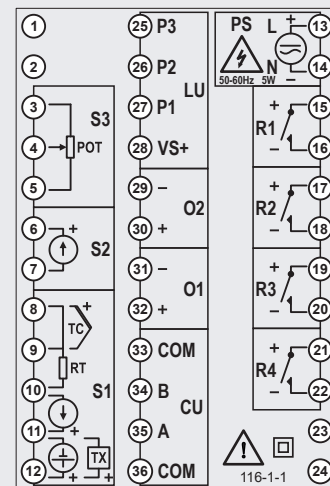 1
2
3
4
5
S3
POT
6 +
7
S2
8 +
9
TC
RT
10
11 +
12 + TX +
S1
25 P3
26 P2
27 P1
28 VS+
LU
29 −
30 +
O2
31 −
32 +
O1
33 COM
34 B
35 A
36 COM
CU
PS L + 13
N − 14
50-60Hz 5W
+ 15
R1
− 16
+ 17
R2
− 18
+ 19
R3
− 20
+ 21
R4
− 22
23
24
116-1-1